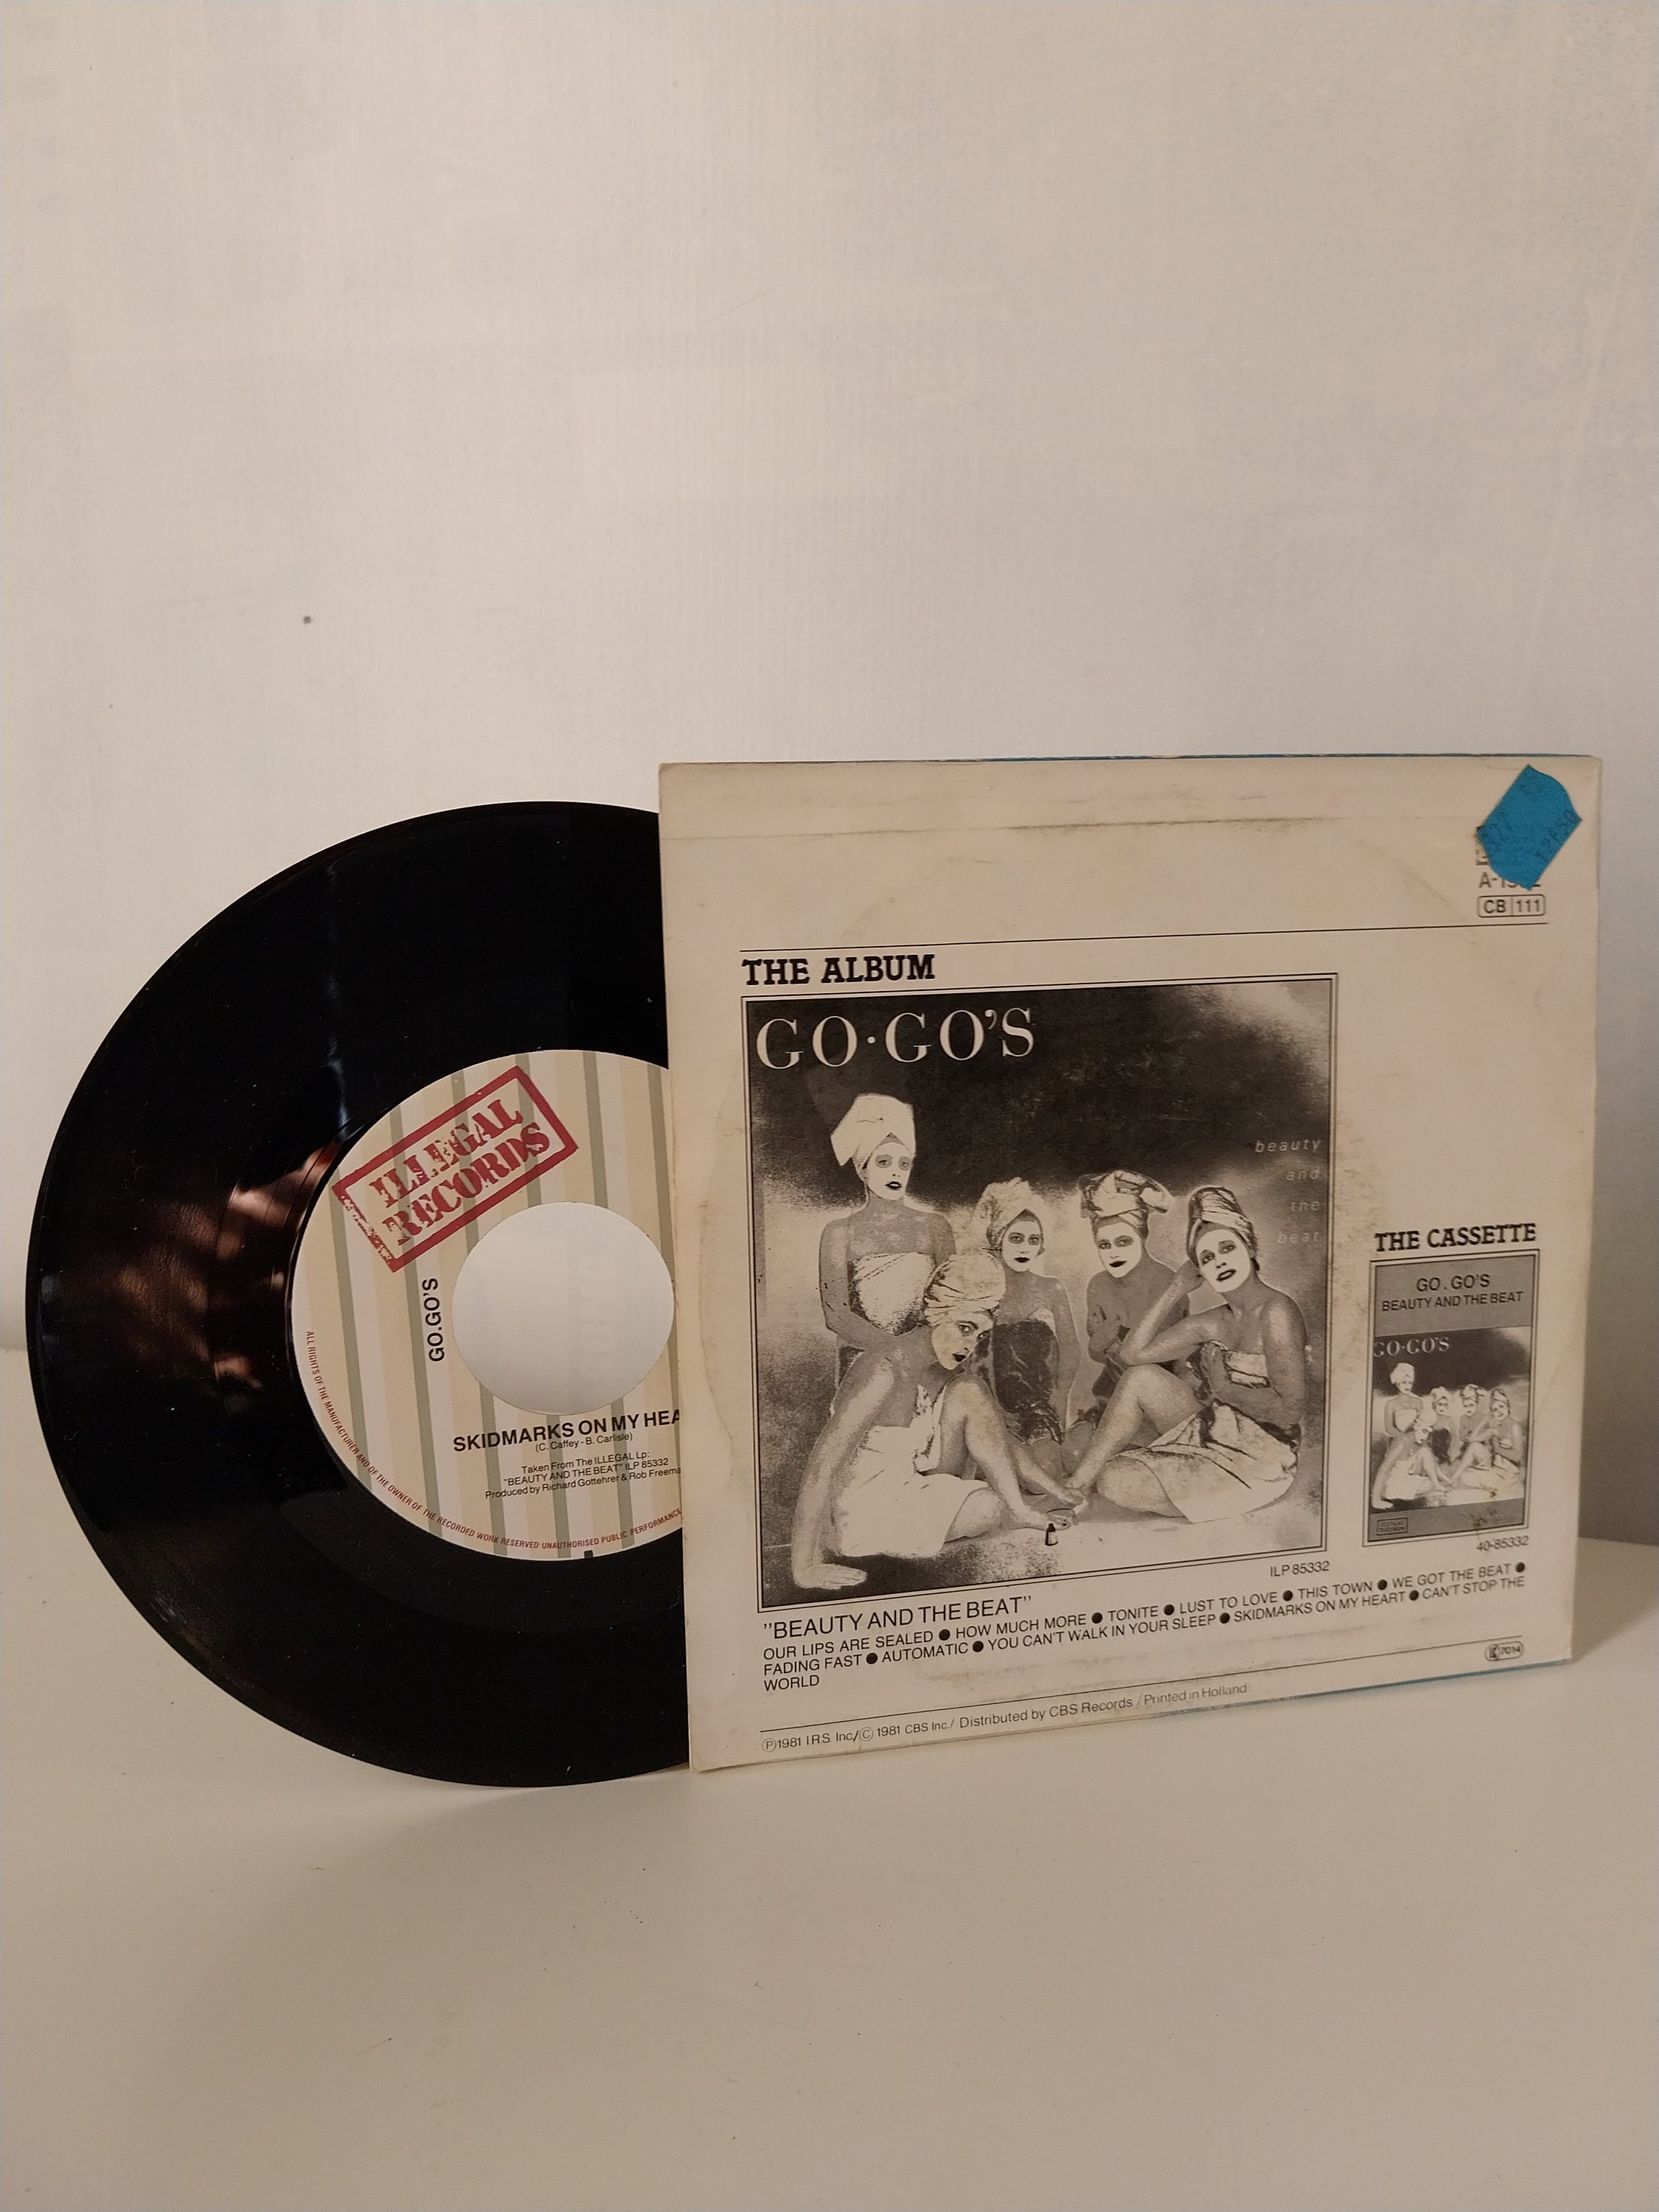 ILLEGAL
RECORDS
GO.GO'S
SKIDMARKS ON MY HEA
(C. Caffey - B. Carlisle)
Taken From The ILLEGAL Lp:
"BEAUTY AND THE BEAT" ILP 85332
Produced by Richard Gottehrer & Rob Freema
ALL RIGHTS OF THE MANUFACTURER AND OF THE OWNER OF THE RECORDED WORK RESERVED UNAUTHORISED PUBLIC PERFORMANCE
CB 111
THE ALBUM
GO·GO'S
beauty
and
the
beat
THE CASSETTE
GO.GO'S
BEAUTY AND THE BEAT
GO·GO'S
40-85332
ILP 85332
"BEAUTY AND THE BEAT"
OUR LIPS ARE SEALED ● HOW MUCH MORE ● TONITE ● LUST TO LOVE ● THIS TOWN ● WE GOT THE BEAT ●
FADING FAST ● AUTOMATIC ● YOU CAN'T WALK IN YOUR SLEEP ● SKIDMARKS ON MY HEART ● CAN'T STOP THE
WORLD
LC 7014
Ⓟ1981 I.R.S. Inc/Ⓒ 1981 CBS Inc./ Distributed by CBS Records / Printed in Holland